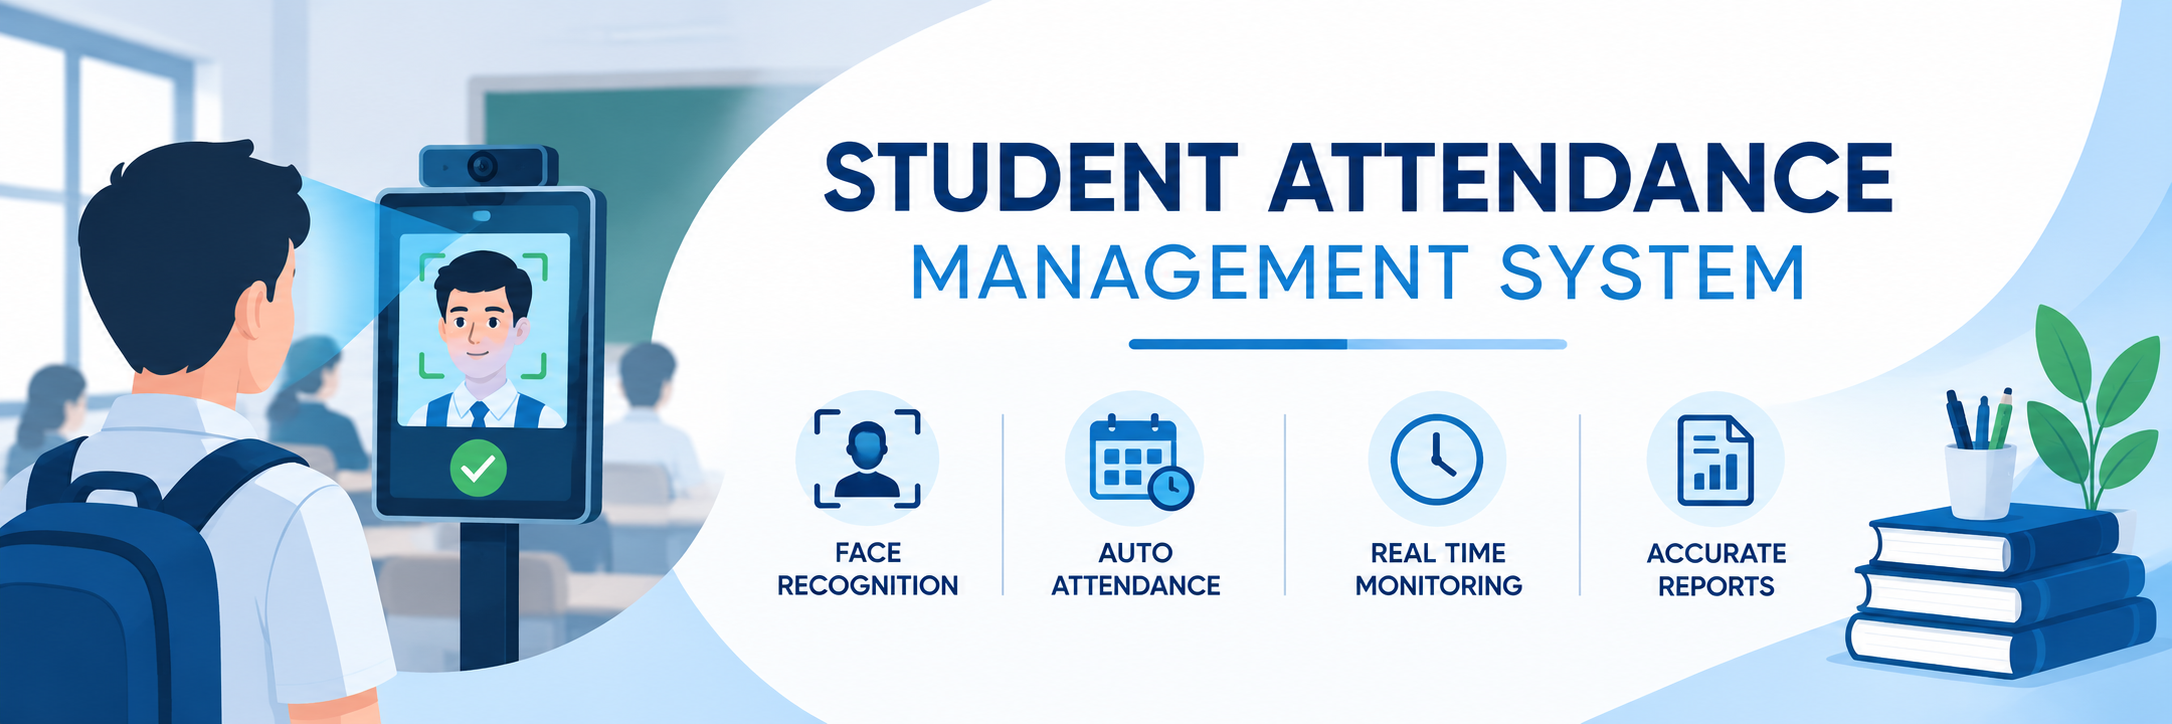 STUDENT ATTENDANCE
MANAGEMENT SYSTEM
FACE
RECOGNITION
AUTO
ATTENDANCE
REAL TIME
MONITORING
ACCURATE
REPORTS